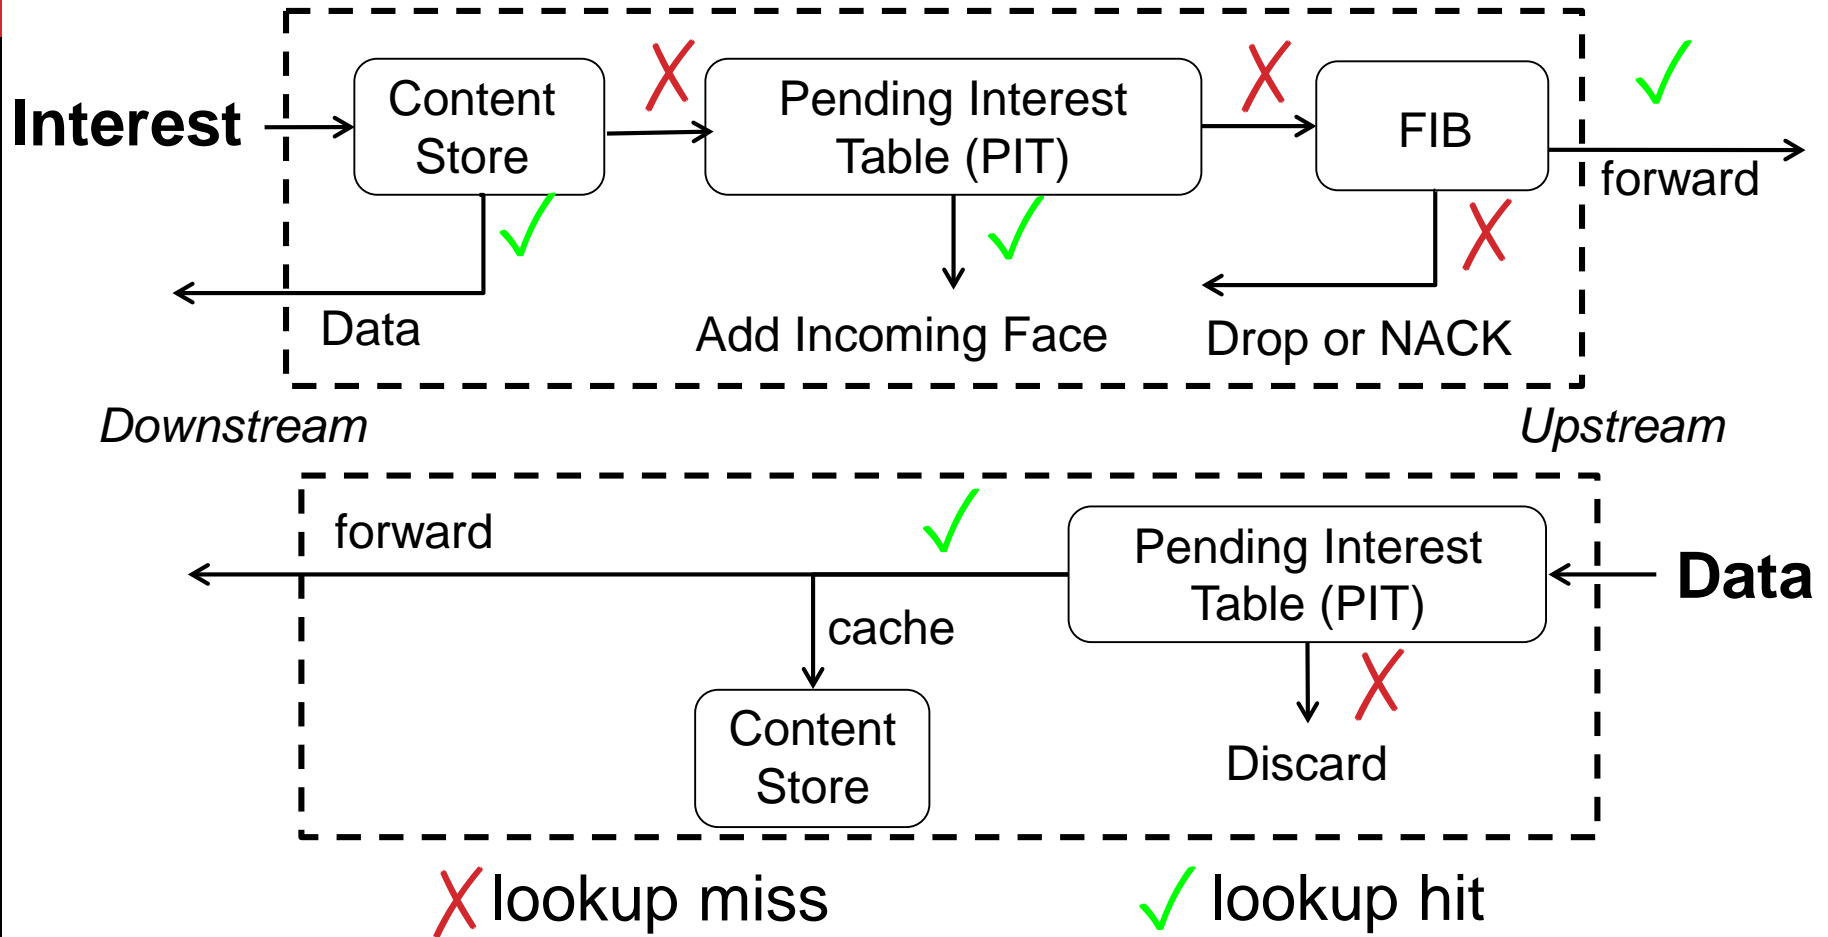 Interest
Content
Store
Pending Interest
Table (PIT)
FIB
forward
Data
Add Incoming Face
Drop or NACK
Downstream
Upstream
forward
Pending Interest
Table (PIT)
Data
cache
Content
Store
Discard
lookup miss
lookup hit